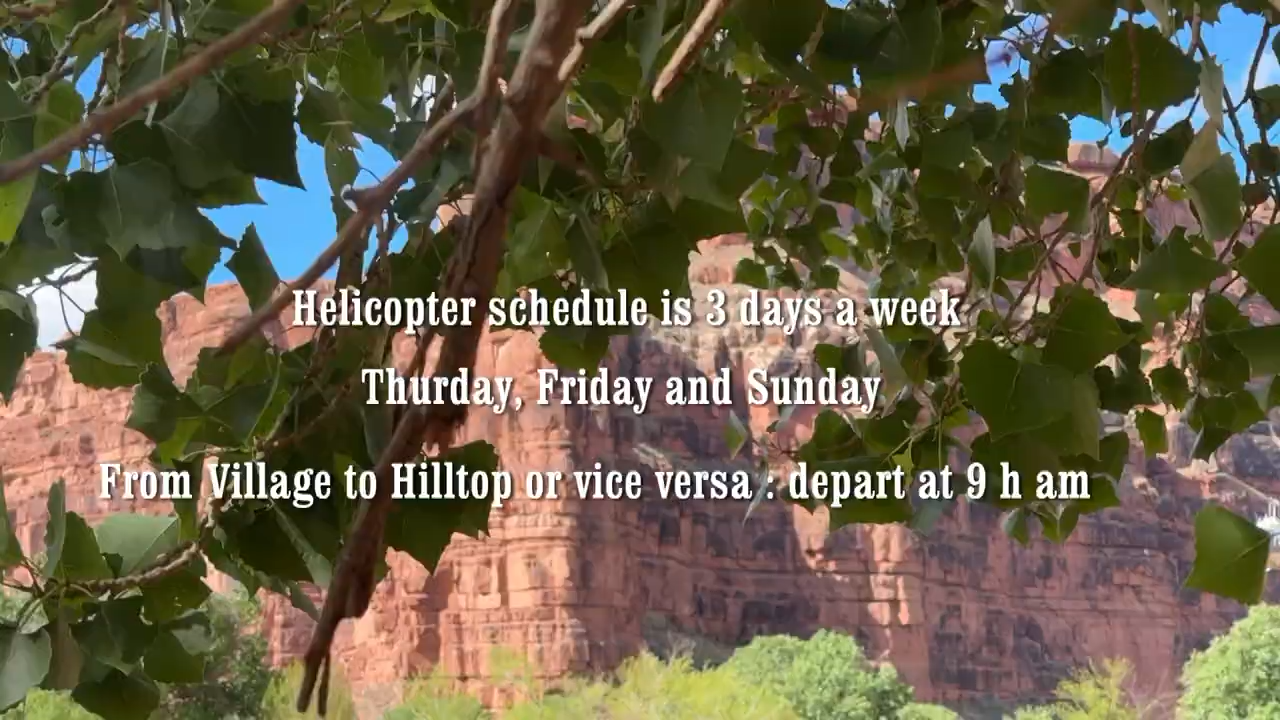 Helicopter schedule is 3 days a week
Thurday, Friday and Sunday
From Village to Hilltop or vice versa : depart at 9 h am